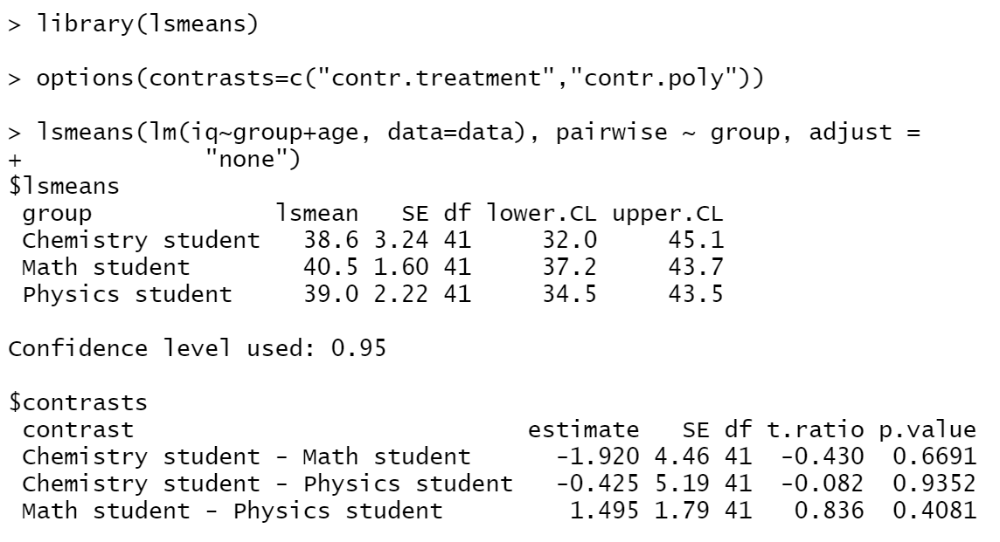 > library(lsmeans)
> options(contrasts=c("contr.treatment","contr.poly"))
> lsmeans(lm(iq~group+age, data=data), pairwise ~ group, adjust =
+ "none")
$lsmeans
group lsmean SE df lower.CL upper.CL
Chemistry student 38.6 3.24 41 32.0 45.1
Math student 40.5 1.60 41 37.2 43.7
Physics student 39.0 2.22 41 34.5 43.5
Confidence level used: 0.95
$contrasts
contrast estimate SE df t.ratio p.value
Chemistry student - Math student -1.920 4.46 41 -0.430 0.6691
Chemistry student - Physics student -0.425 5.19 41 -0.082 0.9352
Math student - Physics student 1.495 1.79 41 0.836 0.4081